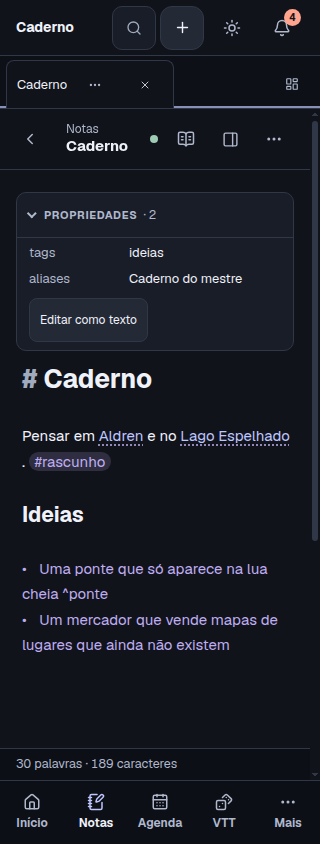 Caderno
4
Caderno
Notas
Caderno
PROPRIEDADES · 2
tags ideias
aliases Caderno do mestre
Editar como texto
# Caderno
Pensar em Aldren e no Lago Espelhado
. #rascunho
Ideias
• Uma ponte que só aparece na lua
cheia ^ponte
• Um mercador que vende mapas de
lugares que ainda não existem
30 palavras · 189 caracteres
Início Notas Agenda VTT Mais